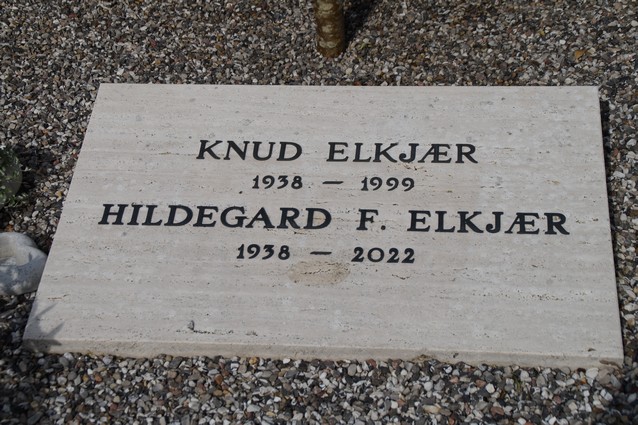 KNUD ELKJÆR
1938 — 1999
HILDEGARD F. ELKJÆR
1938 — 2022